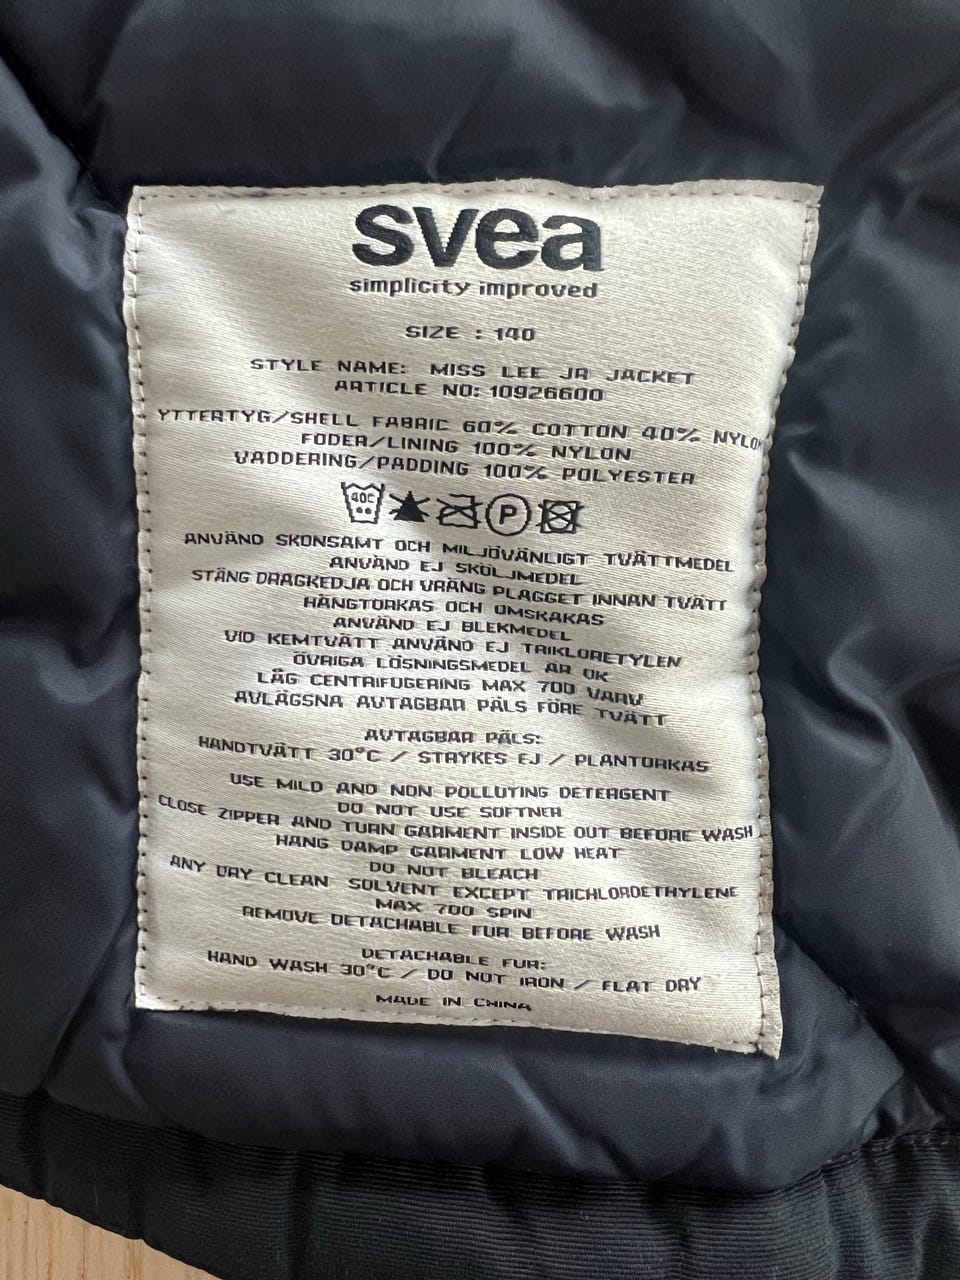 svea
simplicity improved
SIZE : 140
STYLE NAME: MISS LEE JR JACKET
ARTICLE NO: 10926600
YTTERTYG/SHELL FABRIC 60% COTTON 40% NYLON
FODER/LINING 100% NYLON
VADDERING/PADDING 100% POLYESTER
40C P
ANVÄND SKONSAMT OCH MILJÖVÄNLIGT TVÄTTMEDEL
ANVÄND EJ SKÖLJMEDEL
STÄNG DRAGKEDJA OCH VRÄNG PLAGGET INNAN TVÄTT
HÄNGTORKAS OCH OMSKAKAS
ANVÄND EJ BLEKMEDEL
VID KEMTVÄTT ANVÄND EJ TRIKLORETYLEN
ÖVRIGA LÖSNINGSMEDEL ÄR OK
LÅG CENTRIFUGERING MAX 700 VARV
AVLÄGSNA AVTAGBAR PÄLS FÖRE TVÄTT
AVTAGBAR PÄLS:
HANDTVÄTT 30°C / STRYKES EJ / PLANTORKAS
USE MILD AND NON POLLUTING DETERGENT
DO NOT USE SOFTNER
CLOSE ZIPPER AND TURN GARMENT INSIDE OUT BEFORE WASH
HANG DAMP GARMENT LOW HEAT
DO NOT BLEACH
ANY DRY CLEAN SOLVENT EXCEPT TRICHLOROETHYLENE
MAX 700 SPIN
REMOVE DETACHABLE FUR BEFORE WASH
DETACHABLE FUR:
HAND WASH 30°C / DO NOT IRON / FLAT DRY
MADE IN CHINA